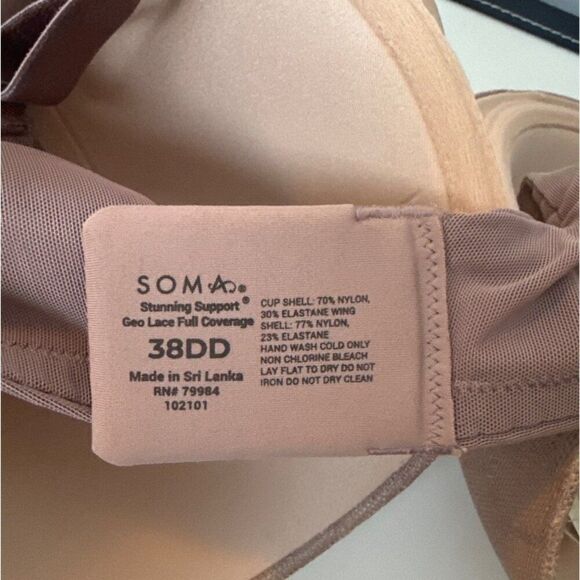 SOMA®
Stunning Support®
Geo Lace Full Coverage
38DD
Made in Sri Lanka
RN# 79984
102101
CUP SHELL: 70% NYLON,
30% ELASTANE WING
SHELL: 77% NYLON,
23% ELASTANE
HAND WASH COLD ONLY
NON CHLORINE BLEACH
LAY FLAT TO DRY DO NOT
IRON DO NOT DRY CLEAN